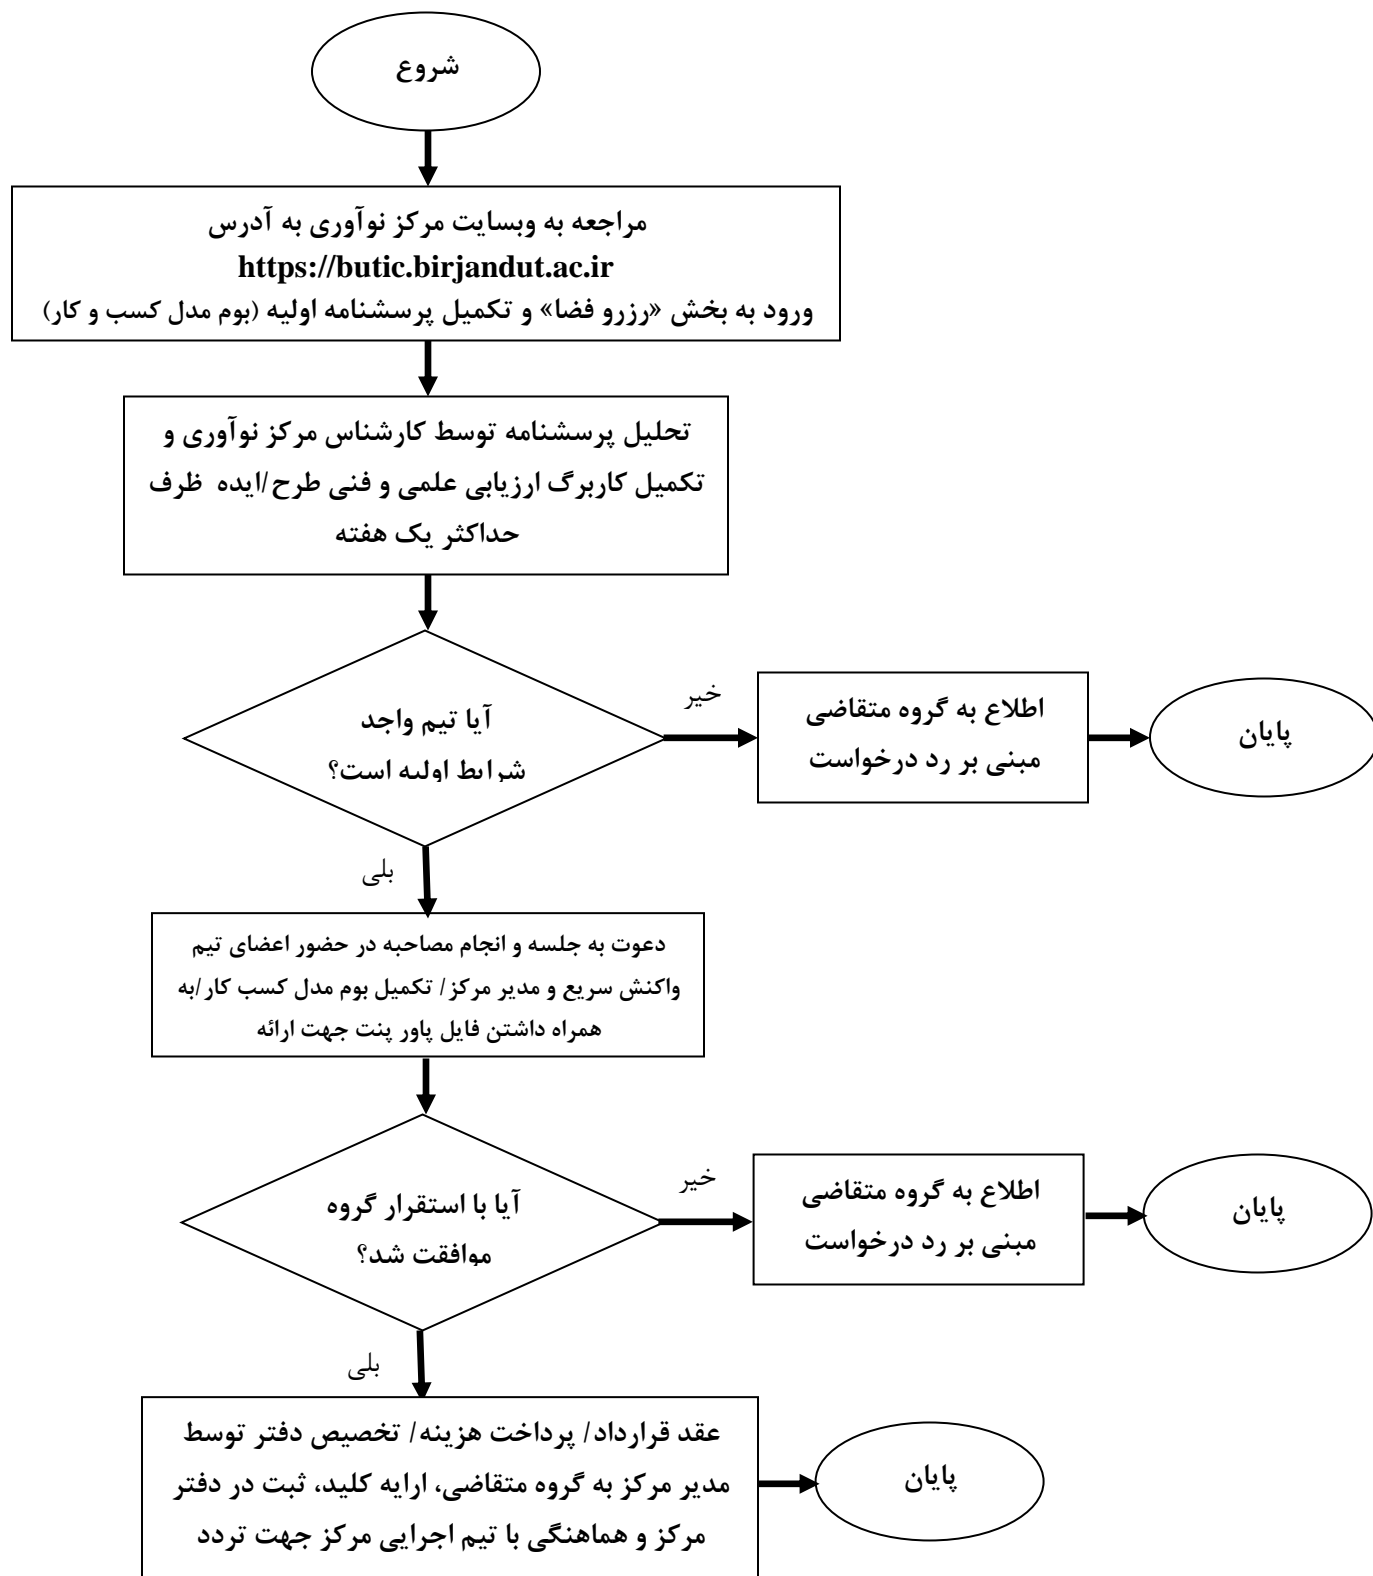 شروع
مراجعه به وبسایت مرکز نوآوری به آدرس
https://butic.birjandut.ac.ir
ورود به بخش «رزرو فضا» و تکمیل پرسشنامه اولیه (بوم مدل کسب و کار)
تحلیل پرسشنامه توسط کارشناس مرکز نوآوری و
تکمیل کاربرگ ارزیابی علمی و فنی طرح/ایده ظرف
حداکثر یک هفته
آیا تیم واجد
شرایط اولیه است؟
خیر
اطلاع به گروه متقاضی
مبنی بر رد درخواست
پایان
بلی
دعوت به جلسه و انجام مصاحبه در حضور اعضای تیم
واکنش سریع و مدیر مرکز/ تکمیل بوم مدل کسب کار/به
همراه داشتن فایل پاور پنت جهت ارائه
آیا با استقرار گروه
موافقت شد؟
خیر
اطلاع به گروه متقاضی
مبنی بر رد درخواست
پایان
بلی
عقد قرارداد/ پرداخت هزینه/ تخصیص دفتر توسط
مدیر مرکز به گروه متقاضی، ارایه کلید، ثبت در دفتر
مرکز و هماهنگی با تیم اجرایی مرکز جهت تردد
پایان